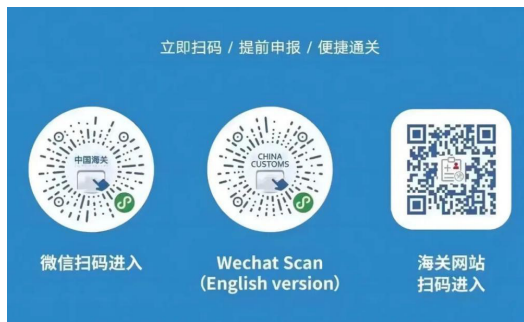 立即扫码 / 提前申报 / 便捷通关
中国海关
CHINA
CUSTOMS
微信扫码进入
Wechat Scan
（English version）
海关网站
扫码进入